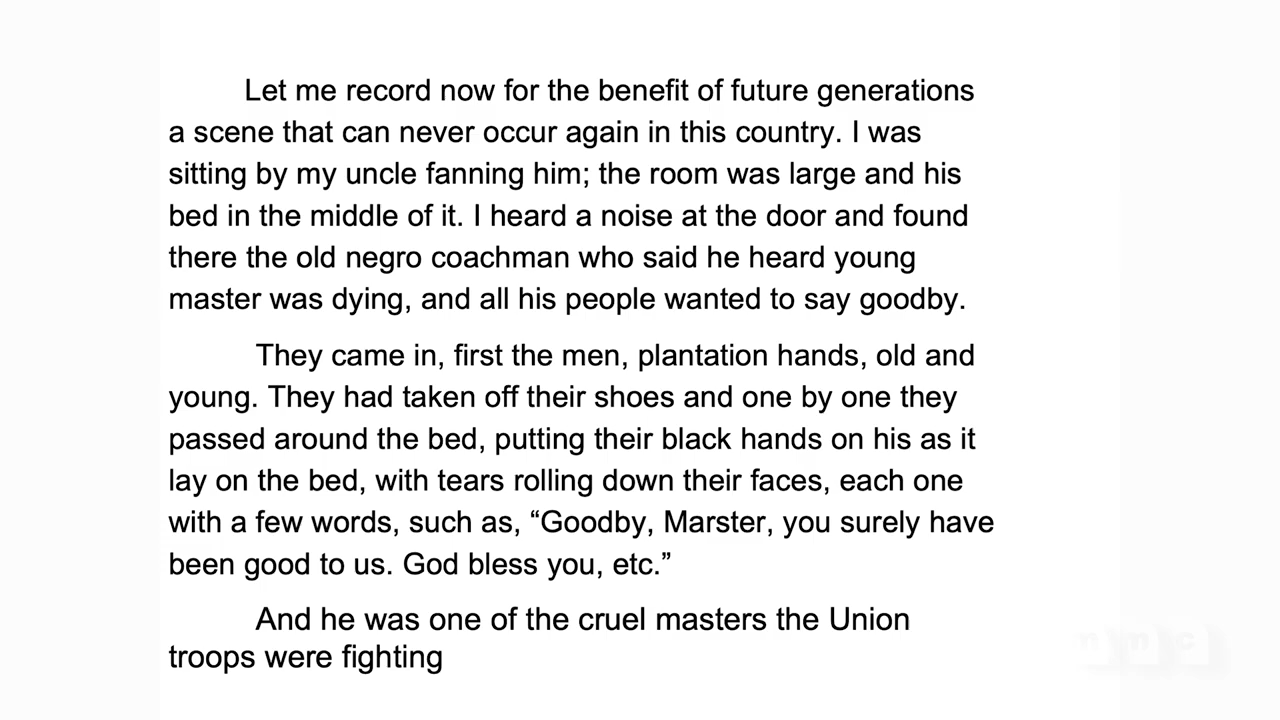 Let me record now for the benefit of future generations
a scene that can never occur again in this country. I was
sitting by my uncle fanning him; the room was large and his
bed in the middle of it. I heard a noise at the door and found
there the old negro coachman who said he heard young
master was dying, and all his people wanted to say goodby.
They came in, first the men, plantation hands, old and
young. They had taken off their shoes and one by one they
passed around the bed, putting their black hands on his as it
lay on the bed, with tears rolling down their faces, each one
with a few words, such as, “Goodby, Marster, you surely have
been good to us. God bless you, etc.”
And he was one of the cruel masters the Union
troops were fighting
nnc